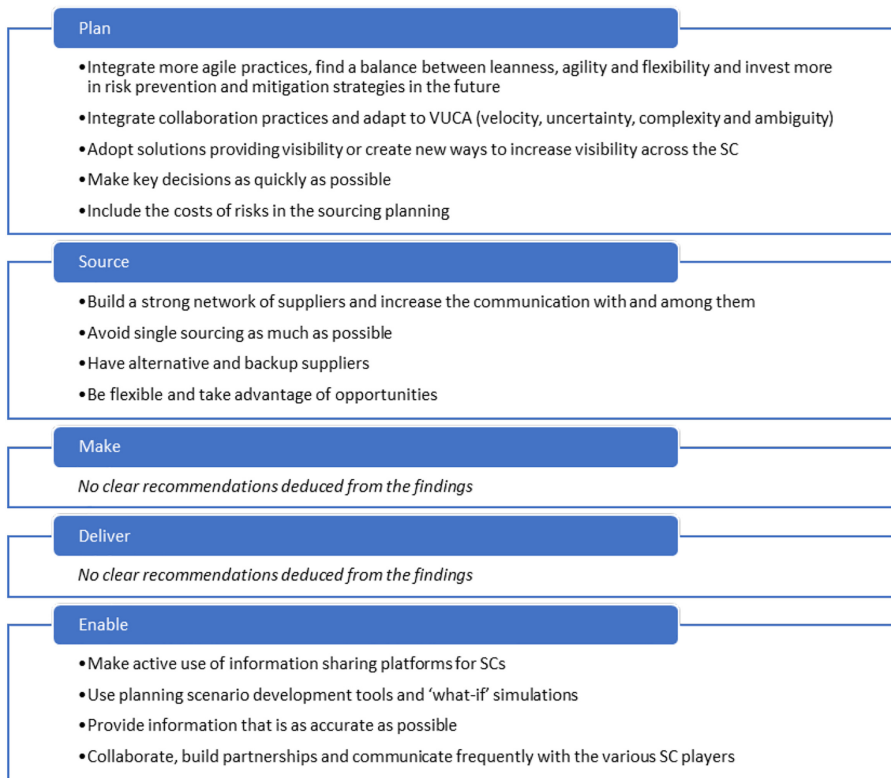 Plan
•Integrate more agile practices, find a balance between leanness, agility and flexibility and invest more
in risk prevention and mitigation strategies in the future
•Integrate collaboration practices and adapt to VUCA (velocity, uncertainty, complexity and ambiguity)
•Adopt solutions providing visibility or create new ways to increase visibility across the SC
•Make key decisions as quickly as possible
•Include the costs of risks in the sourcing planning
Source
•Build a strong network of suppliers and increase the communication with and among them
•Avoid single sourcing as much as possible
•Have alternative and backup suppliers
•Be flexible and take advantage of opportunities
Make
No clear recommendations deduced from the findings
Deliver
No clear recommendations deduced from the findings
Enable
•Make active use of information sharing platforms for SCs
•Use planning scenario development tools and ‘what-if’ simulations
•Provide information that is as accurate as possible
•Collaborate, build partnerships and communicate frequently with the various SC players